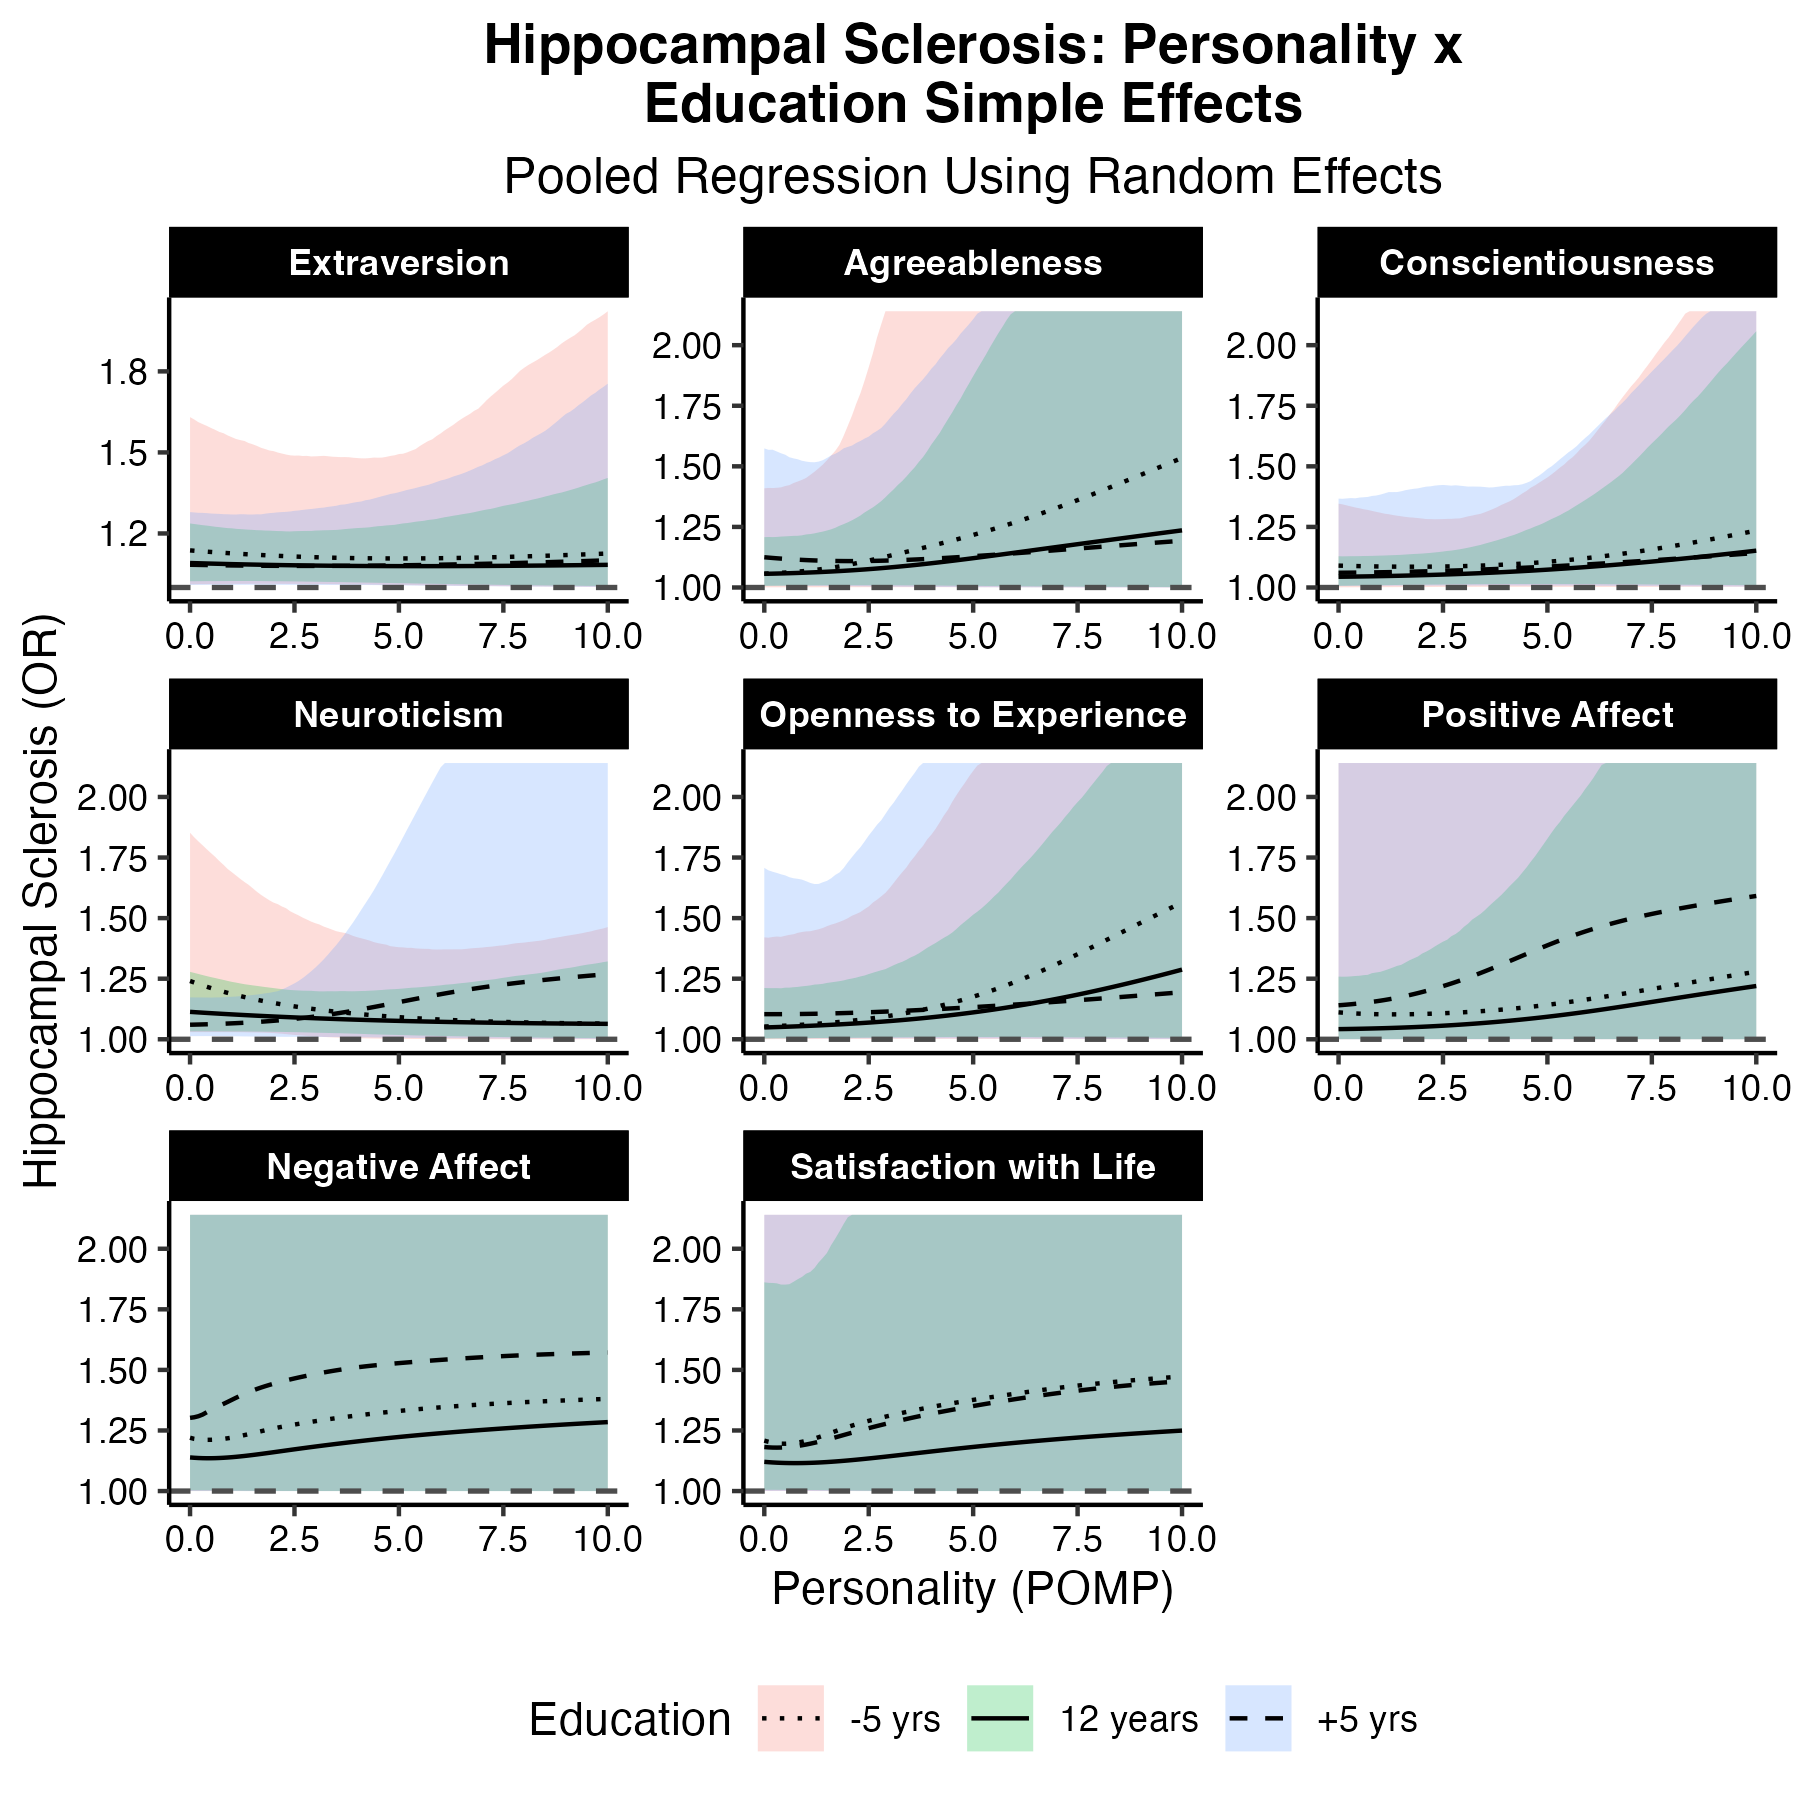 Hippocampal Sclerosis: Personality x
Education Simple Effects
Pooled Regression Using Random Effects
Extraversion
Agreeableness
Conscientiousness
1.8
1.5
1.2
2.00
1.75
1.50
1.25
1.00
2.00
1.75
1.50
1.25
1.00
0.0 2.5 5.0 7.5 10.0
0.0 2.5 5.0 7.5 10.0
0.0 2.5 5.0 7.5 10.0
Neuroticism
Openness to Experience
Positive Affect
2.00
1.75
1.50
1.25
1.00
2.00
1.75
1.50
1.25
1.00
2.00
1.75
1.50
1.25
1.00
0.0 2.5 5.0 7.5 10.0
0.0 2.5 5.0 7.5 10.0
0.0 2.5 5.0 7.5 10.0
Negative Affect
Satisfaction with Life
2.00
1.75
1.50
1.25
1.00
2.00
1.75
1.50
1.25
1.00
0.0 2.5 5.0 7.5 10.0
0.0 2.5 5.0 7.5 10.0
Hippocampal Sclerosis (OR)
Personality (POMP)
Education -5 yrs 12 years +5 yrs